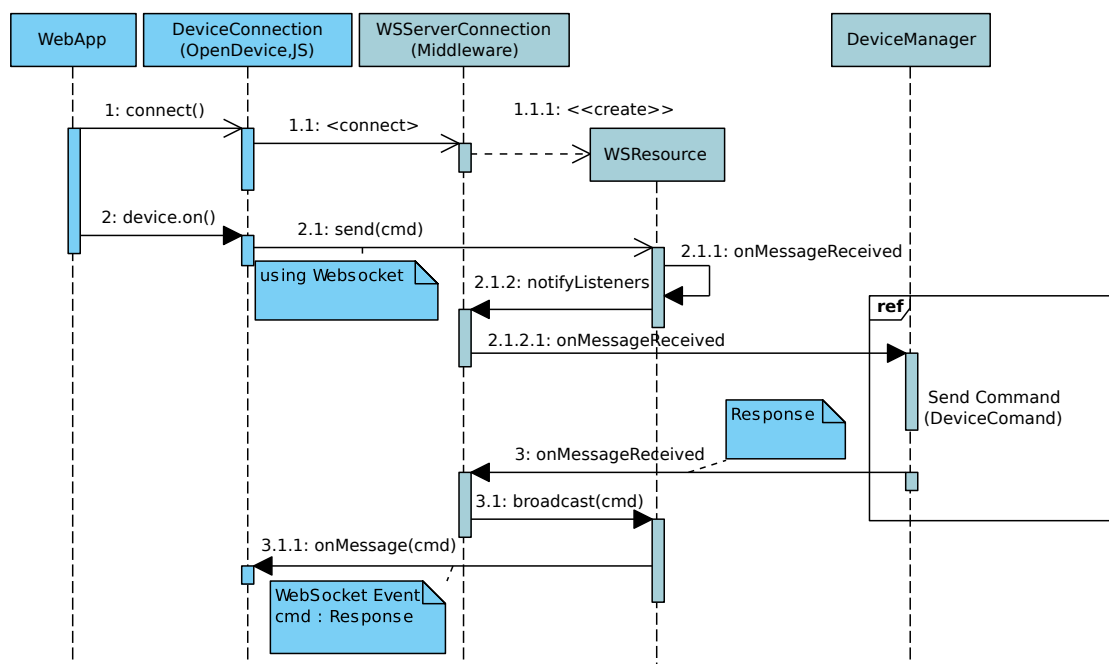 WebApp
DeviceConnection
(OpenDevice,JS)
WSServerConnection
(Middleware)
DeviceManager
1: connect()
1.1: <connect>
1.1.1: <<create>>
WSResource
2: device.on()
2.1: send(cmd)
using Websocket
2.1.1: onMessageReceived
2.1.2: notifyListeners
ref
2.1.2.1: onMessageReceived
Send Command
(DeviceComand)
Response
3: onMessageReceived
3.1: broadcast(cmd)
3.1.1: onMessage(cmd)
WebSocket Event
cmd : Response